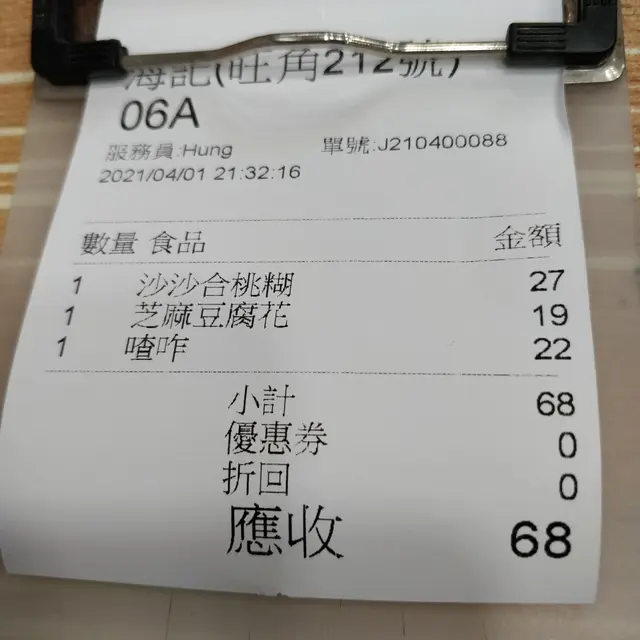 海記(旺角212號)
06A
服務員:Hung 單號:J210400088
2021/04/01 21:32:16
數量 食品 金額
1 沙沙合桃糊 27
1 芝麻豆腐花 19
1 喳咋 22
小計 68
優惠券 0
折回 0
應收 68